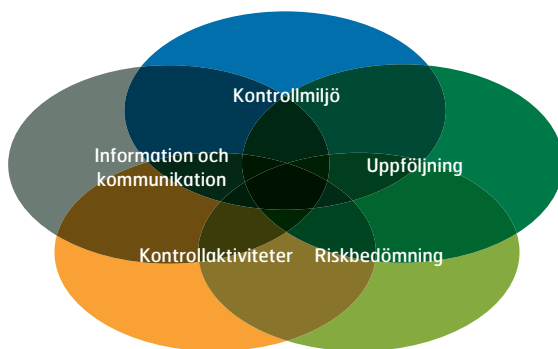 Kontrollmiljö
Information och
kommunikation
Uppföljning
Kontrollaktiviteter
Riskbedömning